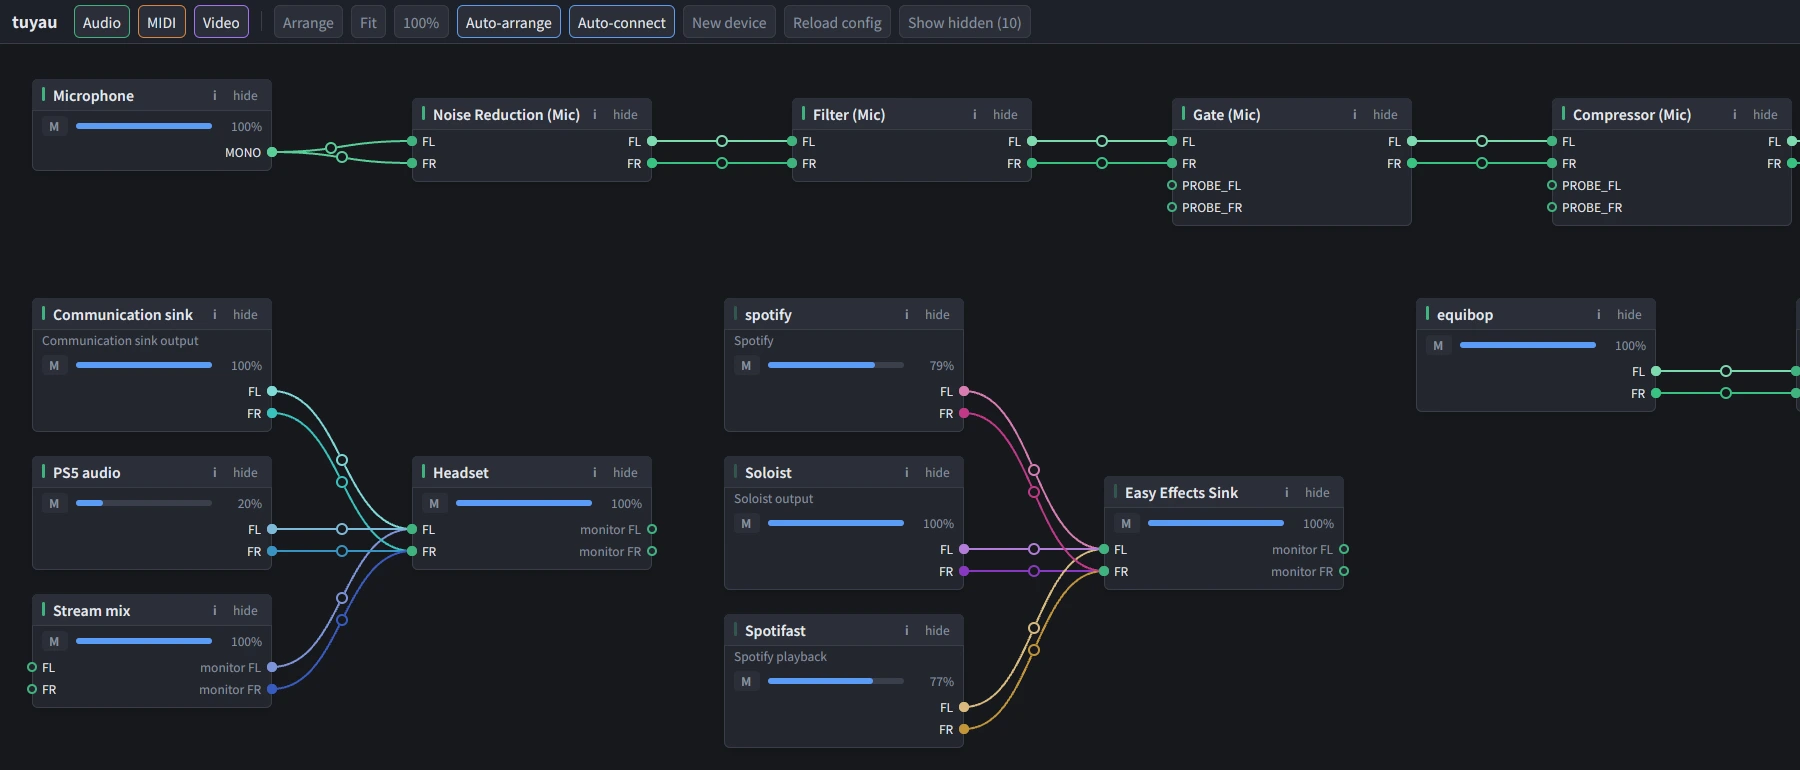 tuyau Audio MIDI Video Arrange Fit 100% Auto-arrange Auto-connect New device Reload config Show hidden (10)
Microphone i hide
M 100%
MONO
Noise Reduction (Mic) i hide
FL FL
FR FR
Filter (Mic) i hide
FL FL
FR FR
Gate (Mic) i hide
FL FL
FR FR
PROBE_FL
PROBE_FR
Compressor (Mic) i hide
FL FL
FR FR
PROBE_FL
PROBE_FR
Communication sink i hide
Communication sink output
M 100%
FL
FR
PS5 audio i hide
M 20%
FL
FR
Stream mix i hide
M 100%
FL monitor FL
FR monitor FR
Headset i hide
M 100%
FL monitor FL
FR monitor FR
spotify i hide
Spotify
M 79%
FL
FR
Soloist i hide
Soloist output
M 100%
FL
FR
Spotifast i hide
Spotify playback
M 77%
FL
FR
Easy Effects Sink i hide
M 100%
FL monitor FL
FR monitor FR
equibop i hide
M 100%
FL
FR